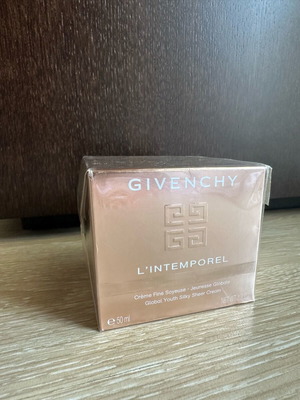 GIVENCHY
L'INTEMPOREL
Crème Fine Soyeuse - Jeunesse Globale
Global Youth Silky Sheer Cream
e 50 ml